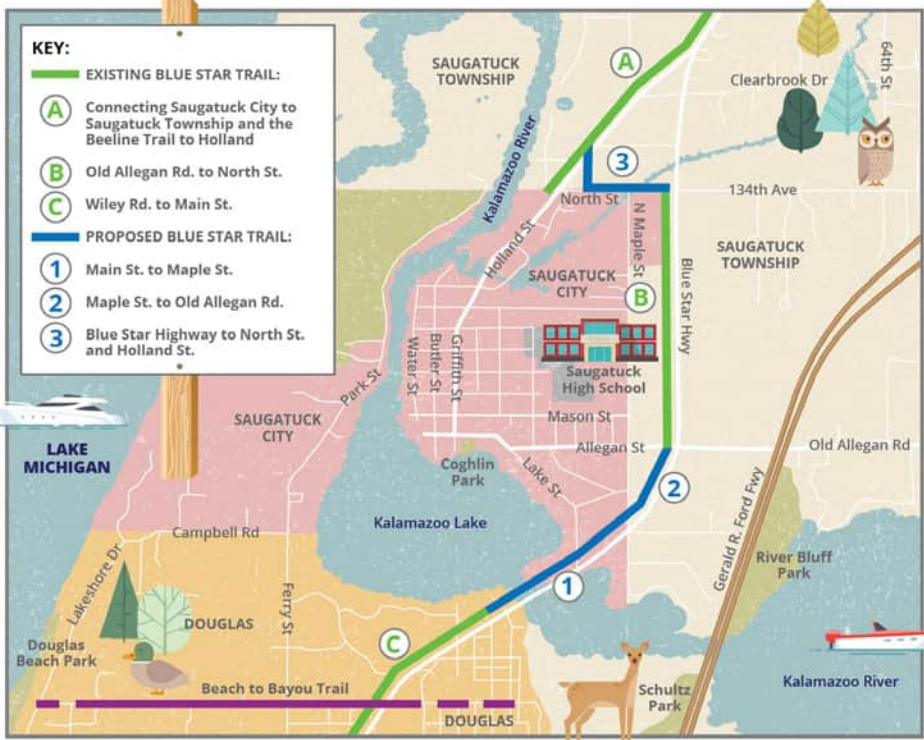 KEY:
EXISTING BLUE STAR TRAIL:
A
Connecting Saugatuck City to
Saugatuck Township and the
Beeline Trail to Holland
B
Old Allegan Rd. to North St.
C
Wiley Rd. to Main St.
PROPOSED BLUE STAR TRAIL:
1
Main St. to Maple St.
2
Maple St. to Old Allegan Rd.
3
Blue Star Highway to North St.
and Holland St.
SAUGATUCK
TOWNSHIP
A
Clearbrook Dr
64th St
Kalamazoo River
3
North St
134th Ave
Holland St
N Maple St
SAUGATUCK
CITY
SAUGATUCK
TOWNSHIP
B
Blue Star Hwy
Water St
Butler St
Griffith St
Saugatuck
High School
Park St
SAUGATUCK
CITY
Mason St
LAKE
MICHIGAN
Allegan St
Old Allegan Rd
Coghlin
Park
Lake St
2
Gerald R. Ford Fwy
Kalamazoo Lake
Campbell Rd
River Bluff
Park
1
Lakeshore Dr
Ferry St
DOUGLAS
Douglas
Beach Park
C
Beach to Bayou Trail
DOUGLAS
Schultz
Park
Kalamazoo River